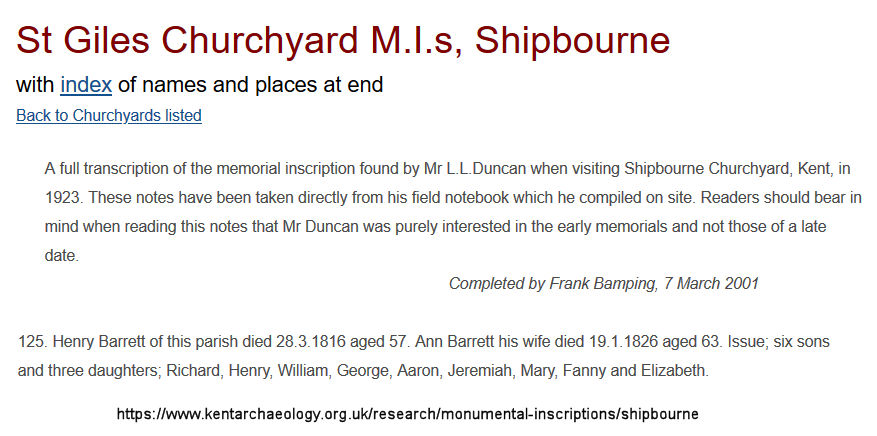 St Giles Churchyard M.I.s, Shipbourne
with index of names and places at end
Back to Churchyards listed
A full transcription of the memorial inscription found by Mr L.L.Duncan when visiting Shipbourne Churchyard, Kent, in
1923. These notes have been taken directly from his field notebook which he compiled on site. Readers should bear in
mind when reading this notes that Mr Duncan was purely interested in the early memorials and not those of a late
date.
Completed by Frank Bamping, 7 March 2001
125. Henry Barrett of this parish died 28.3.1816 aged 57. Ann Barrett his wife died 19.1.1826 aged 63. Issue; six sons
and three daughters; Richard, Henry, William, George, Aaron, Jeremiah, Mary, Fanny and Elizabeth.
https://www.kentarchaeology.org.uk/research/monumental-inscriptions/shipbourne